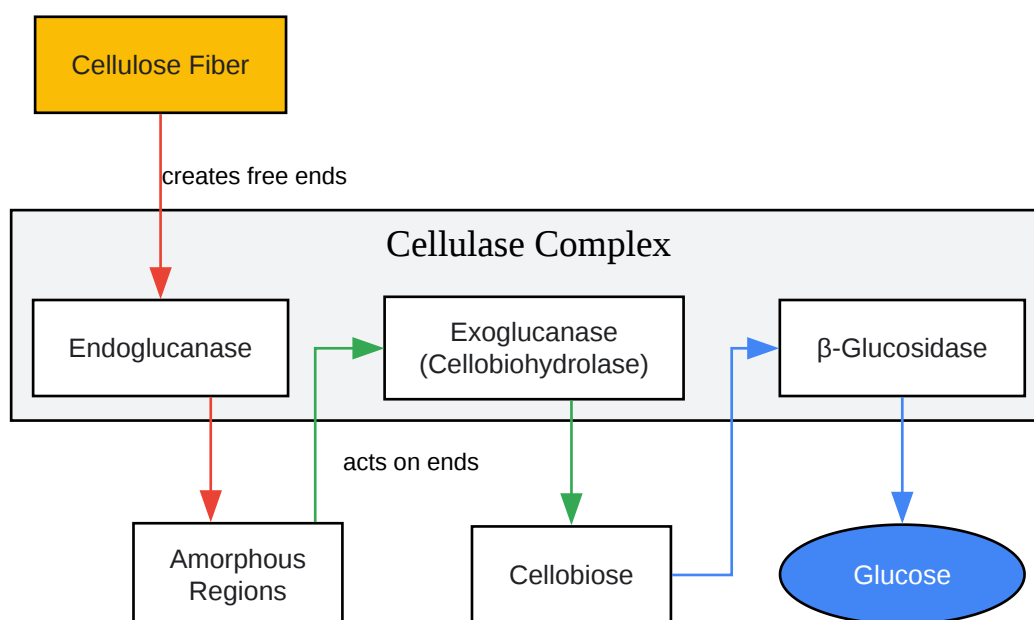 Cellulose Fiber
creates free ends
Cellulase Complex
Endoglucanase
Exoglucanase
(Cellobiohydrolase)
β-Glucosidase
acts on ends
Amorphous
Regions
Cellobiose
Glucose